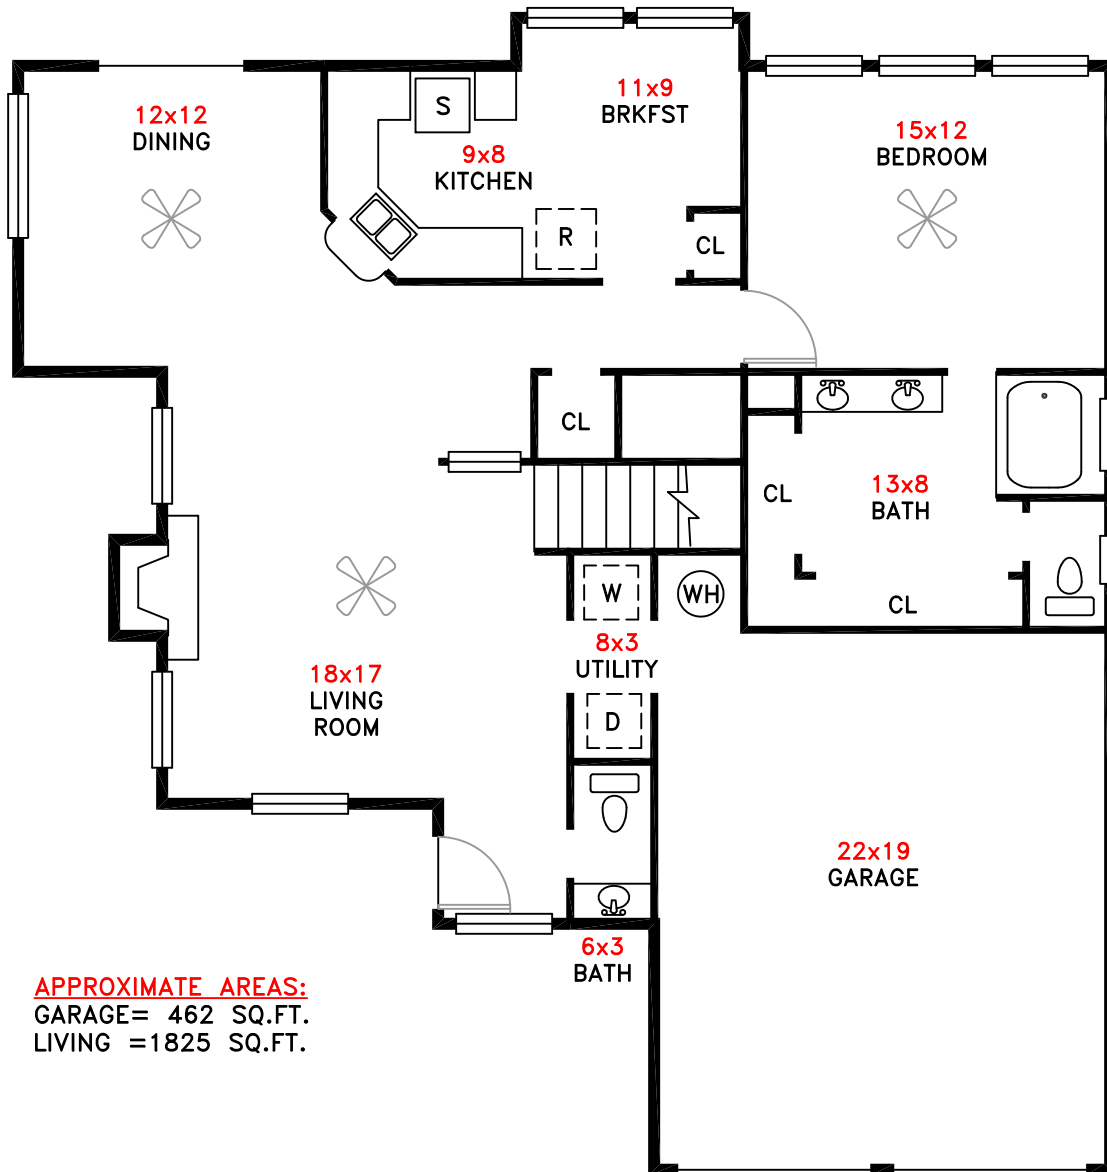 11x9
BRKFST
12x12
DINING
S
15x12
BEDROOM
9x8
KITCHEN
R
CL
CL
13x8
BATH
CL
CL
W
WH
8x3
UTILITY
18x17
LIVING
ROOM
D
22x19
GARAGE
6x3
BATH
APPROXIMATE AREAS:
GARAGE= 462 SQ.FT.
LIVING =1825 SQ.FT.